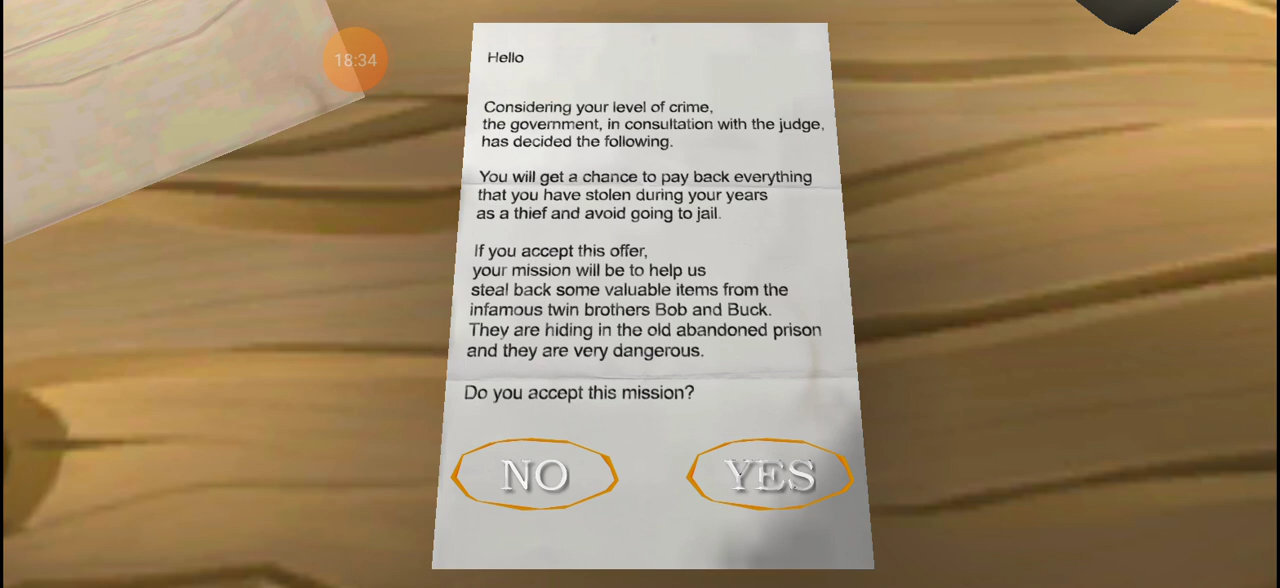 18:34
Hello
Considering your level of crime,
the government, in consultation with the judge,
has decided the following.
You will get a chance to pay back everything
that you have stolen during your years
as a thief and avoid going to jail.
If you accept this offer,
your mission will be to help us
steal back some valuable items from the
infamous twin brothers Bob and Buck.
They are hiding in the old abandoned prison
and they are very dangerous.
Do you accept this mission?
NO YES